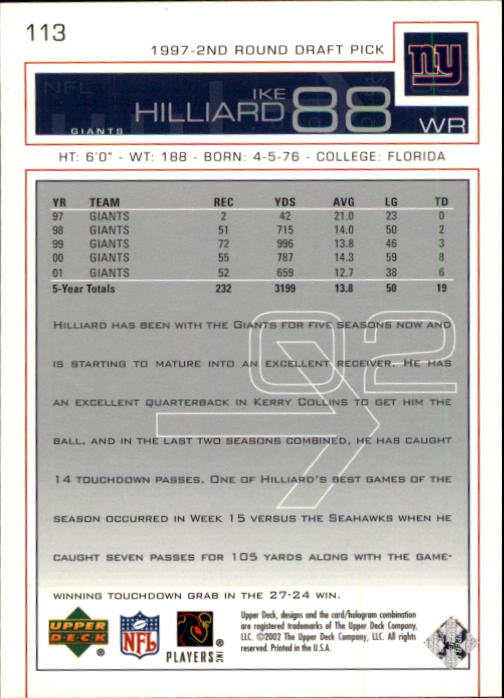 113
1997-2ND ROUND DRAFT PICK
ny
NFL
IKE
HILLIARD 88
GIANTS
WR
HT: 6'0" - WT: 188 - BORN: 4-5-76 - COLLEGE: FLORIDA
YR TEAM REC YDS AVG LG TD
97 GIANTS 2 42 21.0 23 0
98 GIANTS 51 715 14.0 50 2
99 GIANTS 72 996 13.8 46 3
00 GIANTS 55 787 14.3 59 8
01 GIANTS 52 659 12.7 38 6
5-Year Totals 232 3199 13.8 50 19
02
HILLIARD HAS BEEN WITH THE GIANTS FOR FIVE SEASONS NOW AND
IS STARTING TO MATURE INTO AN EXCELLENT RECEIVER. HE HAS
AN EXCELLENT QUARTERBACK IN KERRY COLLINS TO GET HIM THE
BALL, AND IN THE LAST TWO SEASONS COMBINED, HE HAS CAUGHT
14 TOUCHDOWN PASSES. ONE OF HILLIARD'S BEST GAMES OF THE
SEASON OCCURRED IN WEEK 15 VERSUS THE SEAHAWKS WHEN HE
CAUGHT SEVEN PASSES FOR 105 YARDS ALONG WITH THE GAME-
WINNING TOUCHDOWN GRAB IN THE 27-24 WIN.
UPPER
DECK
®
NFL
PLAYERS INC
Upper Deck, designs and the card/hologram combination
are registered trademarks of The Upper Deck Company,
LLC. ©2002 The Upper Deck Company, LLC. All rights
reserved. Printed in the U.S.A.